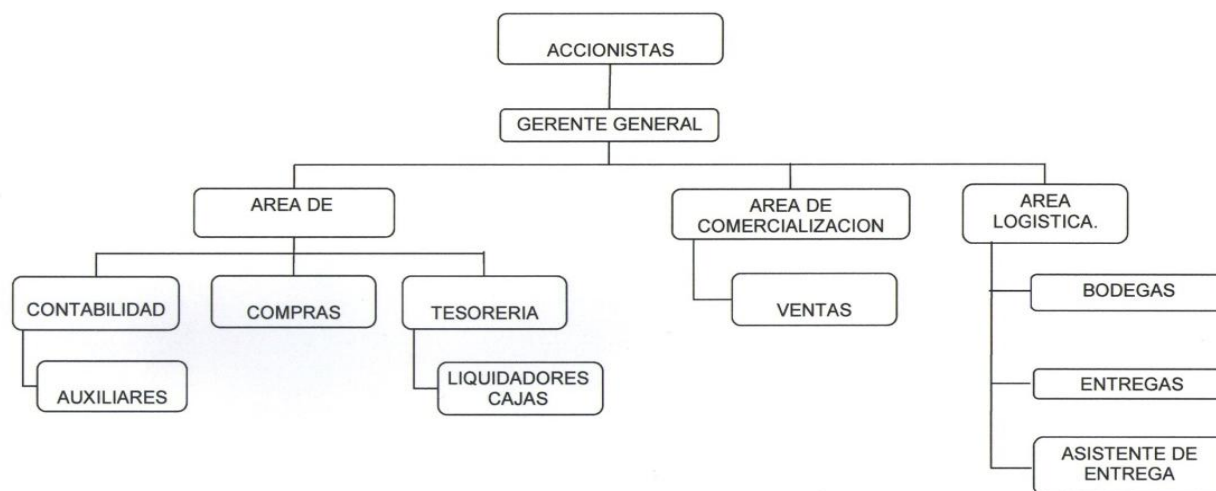 ACCIONISTAS
GERENTE GENERAL
AREA DE
AREA DE
COMERCIALIZACION
AREA
LOGISTICA.
CONTABILIDAD
COMPRAS
TESORERIA
VENTAS
BODEGAS
AUXILIARES
LIQUIDADORES
CAJAS
ENTREGAS
ASISTENTE DE
ENTREGA